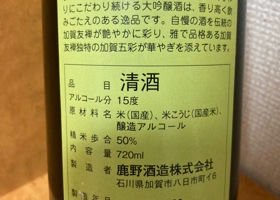 りにこだわり続ける大吟醸酒は、香り高く飲
みごたえのある逸品です。自慢の酒を伝統の
加賀友禅が艶やかに彩り、雅で品格ある加賀
友禅独特の加賀五彩が華やぎを添えています。
品目 清酒
アルコール分 15度
原材料名 米(国産)、米こうじ(国産米)、
醸造アルコール
精米歩合 50%
内容量 720ml
製造者 鹿野酒造株式会社
石川県加賀市八日市町イ6